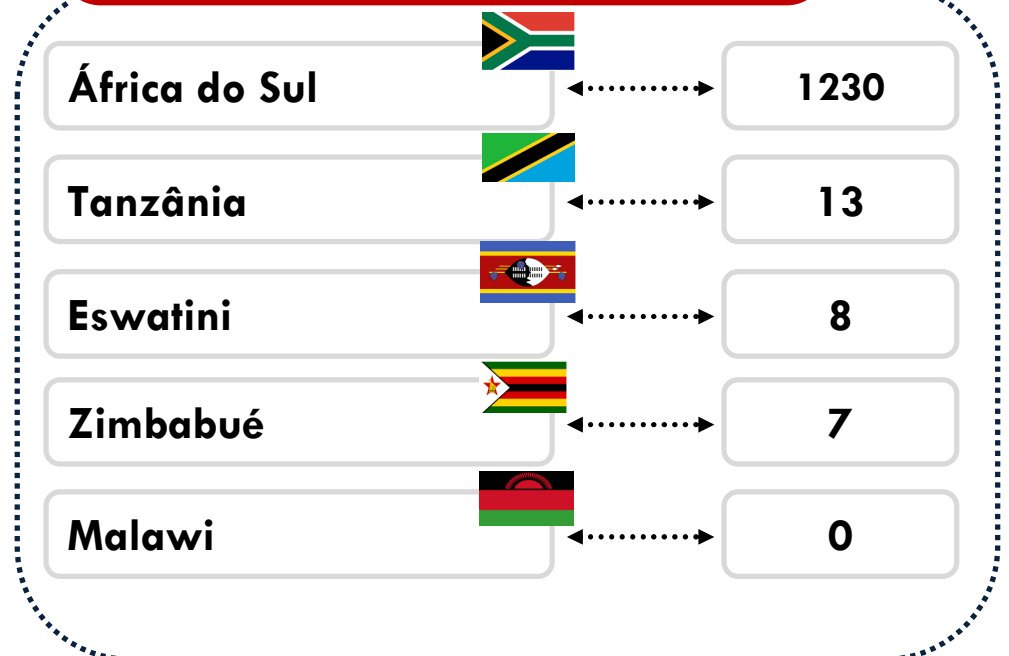 África do Sul 1230
Tanzânia 13
Eswatini 8
Zimbabué 7
Malawi 0